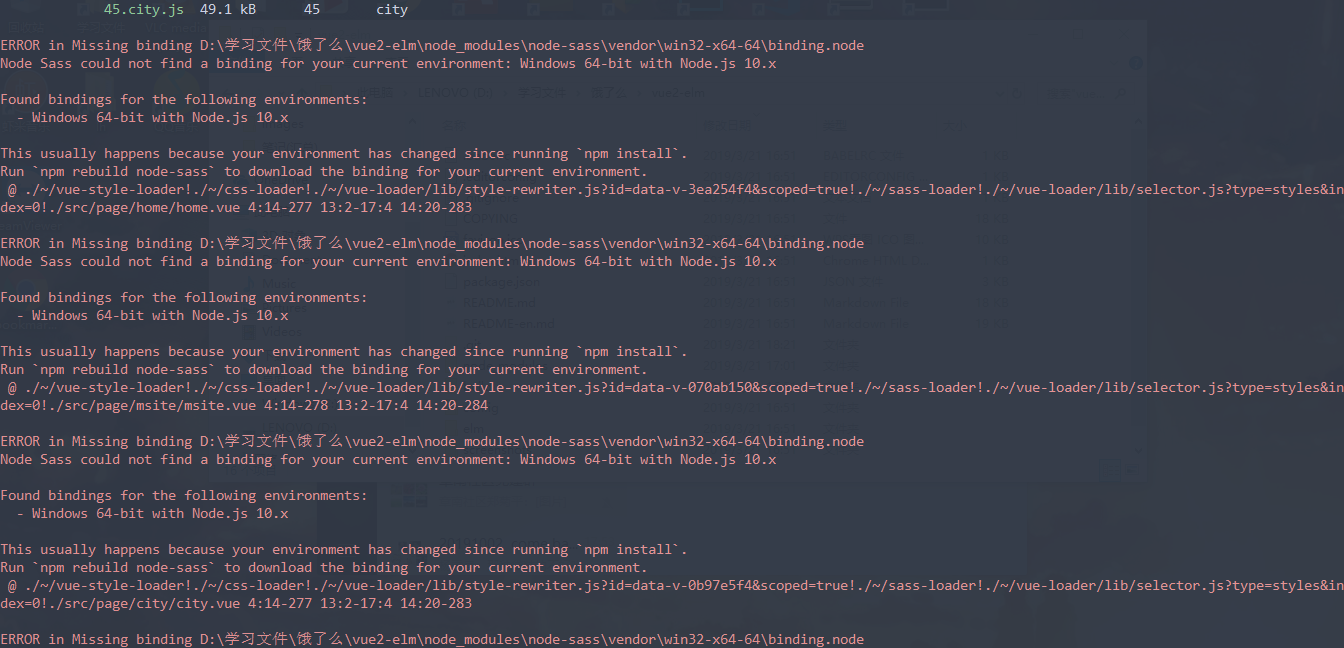 45.city.js 49.1 kB 45 city
ERROR in Missing binding D:\学习文件\饿了么\vue2-elm\node_modules\node-sass\vendor\win32-x64-64\binding.node
Node Sass could not find a binding for your current environment: Windows 64-bit with Node.js 10.x
Found bindings for the following environments:
- Windows 64-bit with Node.js 10.x
This usually happens because your environment has changed since running `npm install`.
Run `npm rebuild node-sass` to download the binding for your current environment.
@ ./~/vue-style-loader!./~/css-loader!./~/vue-loader/lib/style-rewriter.js?id=data-v-3ea254f4&scoped=true!./~/sass-loader!./~/vue-loader/lib/selector.js?type=styles&in
dex=0!./src/page/home/home.vue 4:14-277 13:2-17:4 14:20-283
ERROR in Missing binding D:\学习文件\饿了么\vue2-elm\node_modules\node-sass\vendor\win32-x64-64\binding.node
Node Sass could not find a binding for your current environment: Windows 64-bit with Node.js 10.x
Found bindings for the following environments:
- Windows 64-bit with Node.js 10.x
This usually happens because your environment has changed since running `npm install`.
Run `npm rebuild node-sass` to download the binding for your current environment.
@ ./~/vue-style-loader!./~/css-loader!./~/vue-loader/lib/style-rewriter.js?id=data-v-070ab150&scoped=true!./~/sass-loader!./~/vue-loader/lib/selector.js?type=styles&in
dex=0!./src/page/msite/msite.vue 4:14-278 13:2-17:4 14:20-284
ERROR in Missing binding D:\学习文件\饿了么\vue2-elm\node_modules\node-sass\vendor\win32-x64-64\binding.node
Node Sass could not find a binding for your current environment: Windows 64-bit with Node.js 10.x
Found bindings for the following environments:
- Windows 64-bit with Node.js 10.x
This usually happens because your environment has changed since running `npm install`.
Run `npm rebuild node-sass` to download the binding for your current environment.
@ ./~/vue-style-loader!./~/css-loader!./~/vue-loader/lib/style-rewriter.js?id=data-v-0b97e5f4&scoped=true!./~/sass-loader!./~/vue-loader/lib/selector.js?type=styles&in
dex=0!./src/page/city/city.vue 4:14-277 13:2-17:4 14:20-283
ERROR in Missing binding D:\学习文件\饿了么\vue2-elm\node_modules\node-sass\vendor\win32-x64-64\binding.node